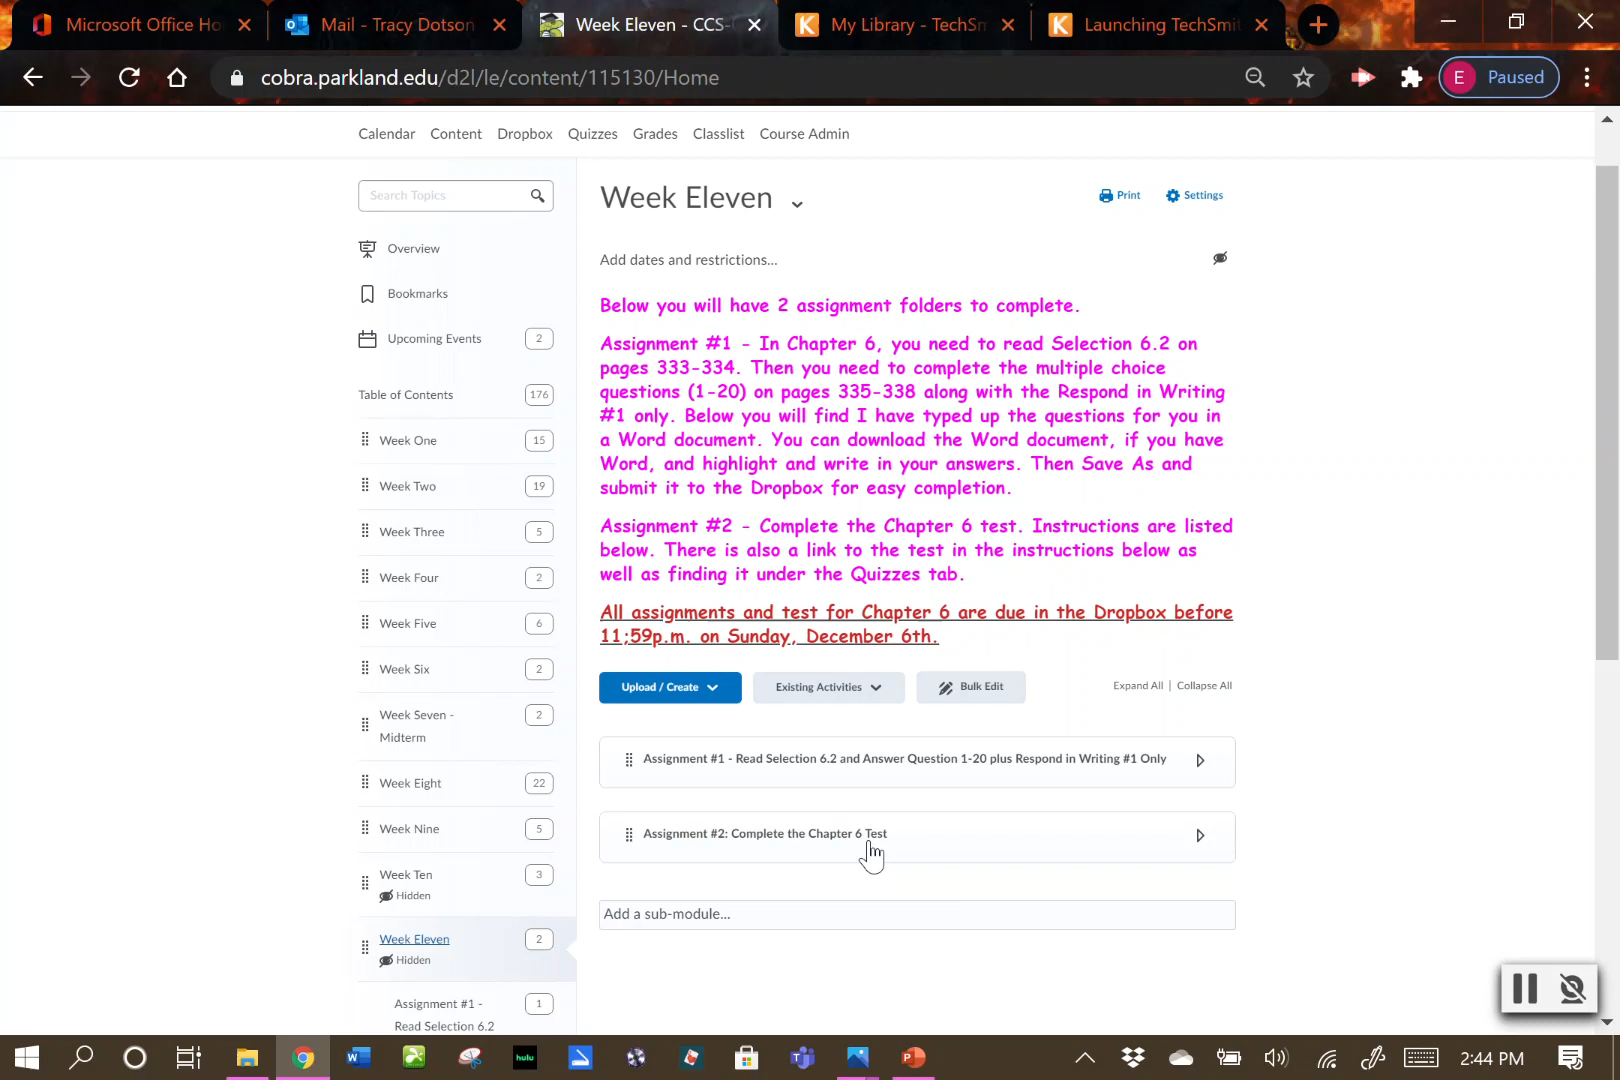 Microsoft Office Ho
Mail - Tracy Dotson
Week Eleven - CCS-
My Library - TechSm
Launching TechSmit
cobra.parkland.edu/d2l/le/content/115130/Home
E Paused
Calendar Content Dropbox Quizzes Grades Classlist Course Admin
Search Topics
Overview
Bookmarks
Upcoming Events 2
Table of Contents 176
Week One 15
Week Two 19
Week Three 5
Week Four 2
Week Five 6
Week Six 2
Week Seven - 2
Midterm
Week Eight 22
Week Nine 5
Week Ten 3
Hidden
Week Eleven 2
Hidden
Assignment #1 - 1
Read Selection 6.2
Week Eleven
Print Settings
Add dates and restrictions...
Below you will have 2 assignment folders to complete.
Assignment #1 - In Chapter 6, you need to read Selection 6.2 on
pages 333-334. Then you need to complete the multiple choice
questions (1-20) on pages 335-338 along with the Respond in Writing
#1 only. Below you will find I have typed up the questions for you in
a Word document. You can download the Word document, if you have
Word, and highlight and write in your answers. Then Save As and
submit it to the Dropbox for easy completion.
Assignment #2 - Complete the Chapter 6 test. Instructions are listed
below. There is also a link to the test in the instructions below as
well as finding it under the Quizzes tab.
All assignments and test for Chapter 6 are due in the Dropbox before
11;59p.m. on Sunday, December 6th.
Upload / Create Existing Activities Bulk Edit Expand All | Collapse All
Assignment #1 - Read Selection 6.2 and Answer Question 1-20 plus Respond in Writing #1 Only
Assignment #2: Complete the Chapter 6 Test
Add a sub-module...
hulu
2:44 PM